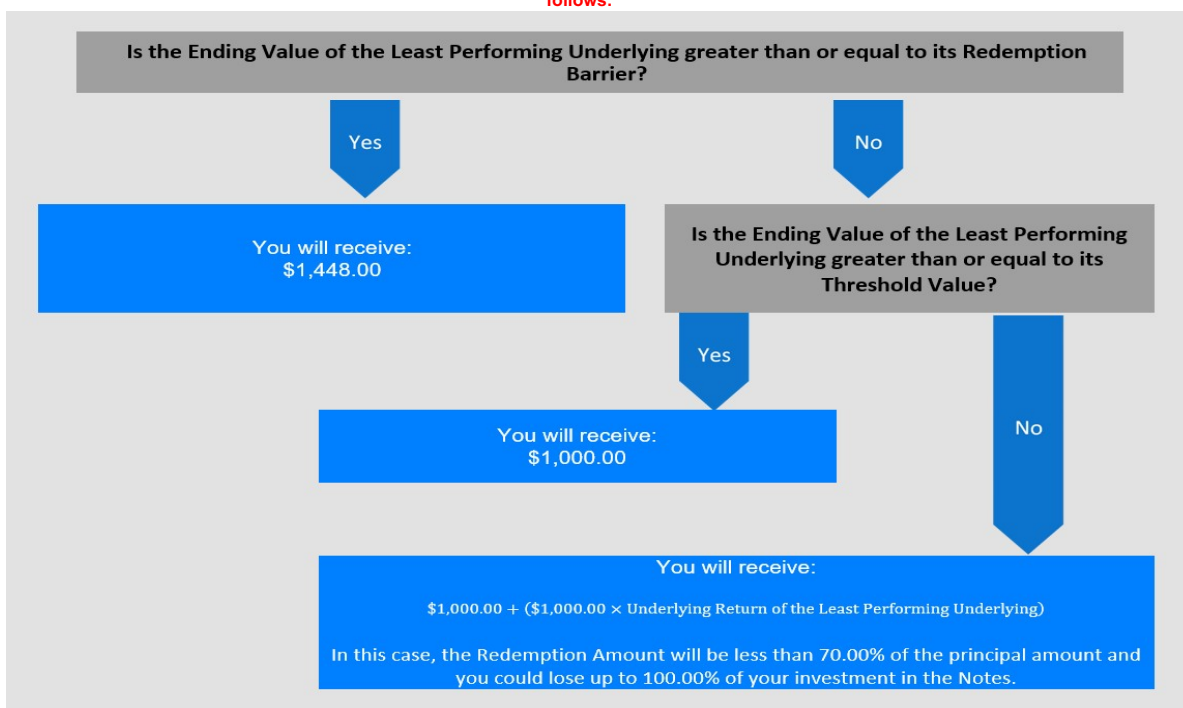 follows:
Is the Ending Value of the Least Performing Underlying greater than or equal to its Redemption
Barrier?
Yes
No
You will receive:
$1,448.00
Is the Ending Value of the Least Performing
Underlying greater than or equal to its
Threshold Value?
Yes
No
You will receive:
$1,000.00
You will receive:
$1,000.00 + ($1,000.00 × Underlying Return of the Least Performing Underlying)
In this case, the Redemption Amount will be less than 70.00% of the principal amount and
you could lose up to 100.00% of your investment in the Notes.